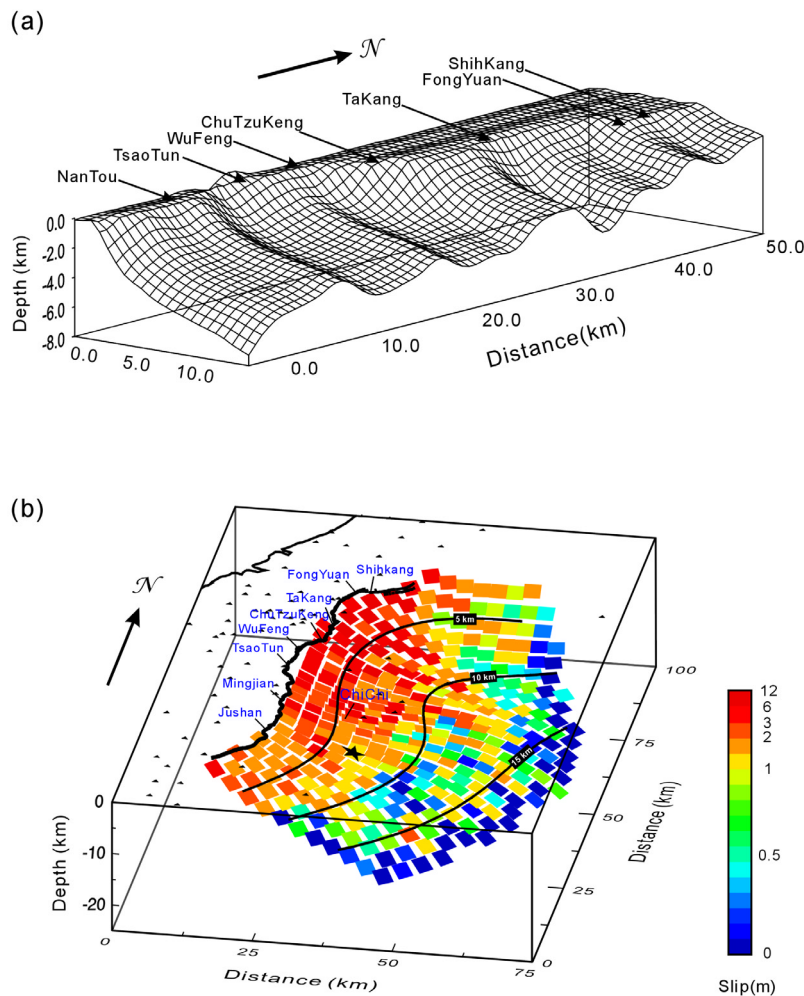 (a)
N
ShihKang
FongYuan
TaKang
ChuTzuKeng
WuFeng
TsaoTun
NanTou
0.0
-2.0
-4.0
-6.0
-8.0
Depth (km)
0.0
5.0
10.0
0.0
10.0
20.0
30.0
40.0
50.0
Distance(km)
(b)
N
FongYuan
Shihkang
TaKang
ChuTzuKeng
WuFeng
TsaoTun
Mingjian
Jushan
ChiChi
5 km
10 km
15 km
0
-10
-20
Depth (km)
0
25
50
75
Distance (km)
0
25
50
75
100
Distance (km)
12
6
3
2
1
0.5
0
Slip(m)